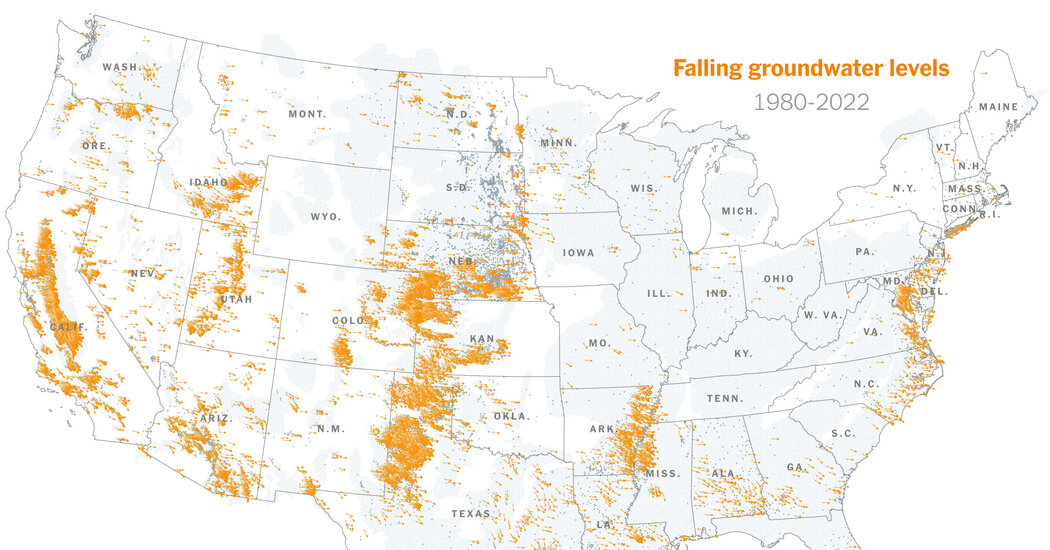 Falling groundwater levels
1980-2022
WASH.
MONT.
N.D.
MINN.
MAINE
ORE.
IDAHO
S.D.
WIS.
MICH.
N.Y.
VT.
N.H.
MASS.
CONN.
R.I.
WYO.
NEB.
IOWA
PA.
N.J.
NEV.
UTAH
COLO.
KAN.
ILL.
IND.
OHIO
MD.
DEL.
W. VA.
VA.
CALIF.
MO.
KY.
ARIZ.
N.M.
OKLA.
ARK.
TENN.
N.C.
S.C.
TEXAS
LA.
MISS.
ALA.
GA.